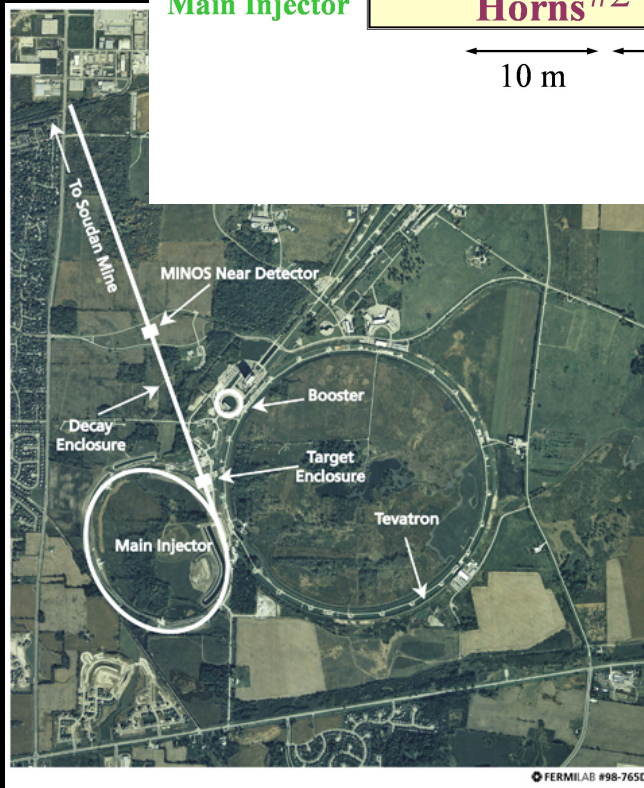 Main Injector
Horns #2
10 m
To Soudan Mine
MINOS Near Detector
Booster
Decay
Enclosure
Target
Enclosure
Tevatron
Main Injector
FERMILAB #98-765D